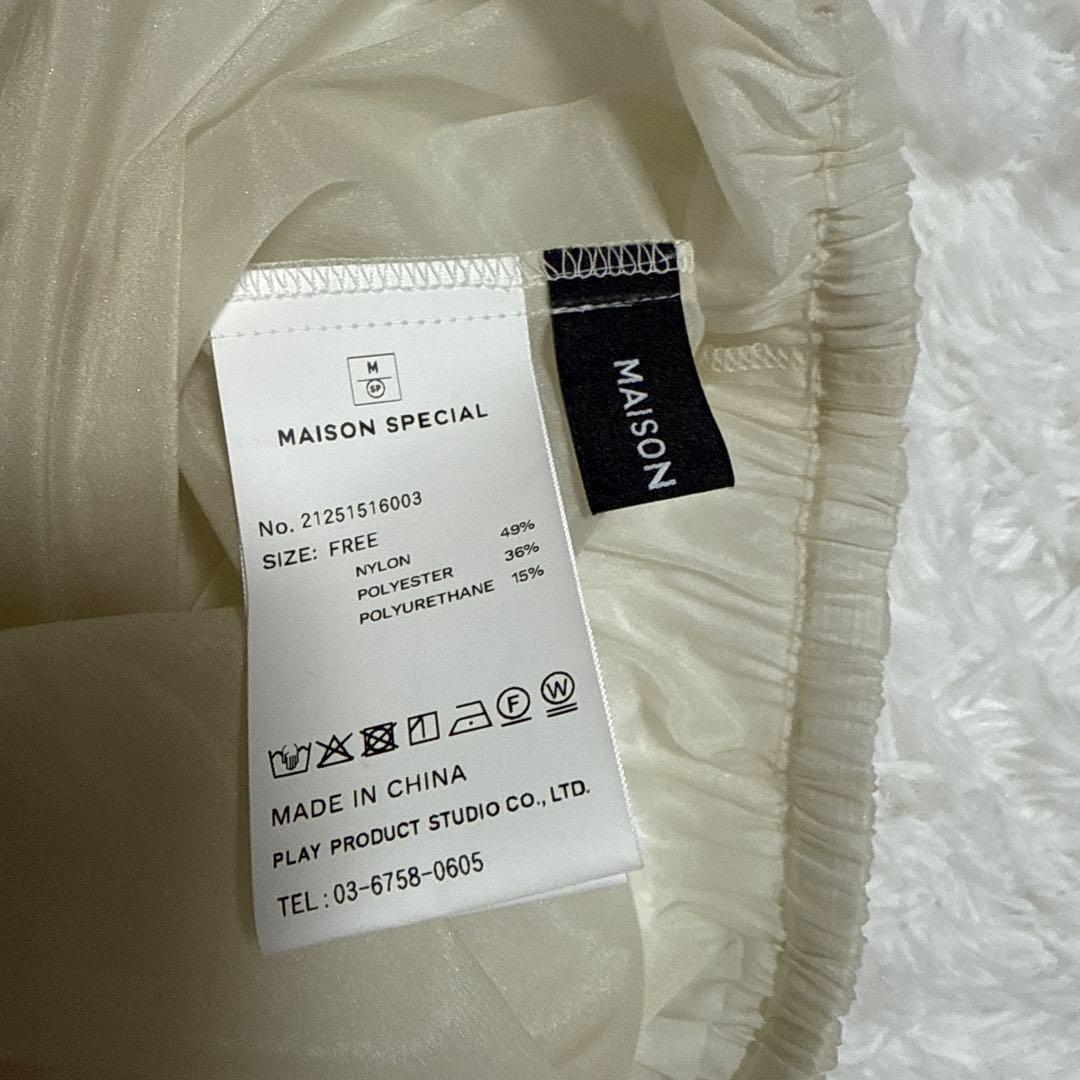 M
SP
MAISON SPECIAL
No. 21251516003
SIZE: FREE
NYLON 49%
POLYESTER 36%
POLYURETHANE 15%
F W
MADE IN CHINA
PLAY PRODUCT STUDIO CO., LTD.
TEL : 03-6758-0605
MAISON